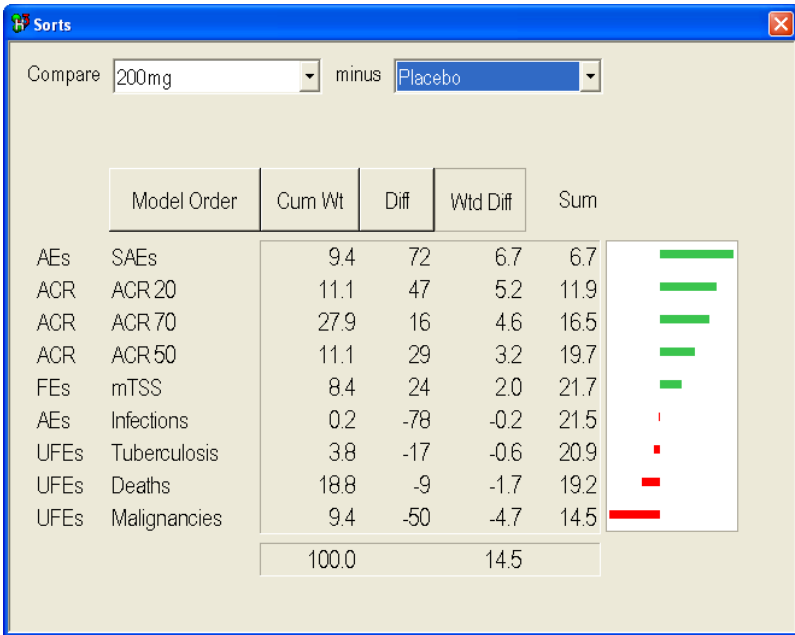 Sorts
Compare 200mg minus Placebo
Model Order Cum Wt Diff Wtd Diff Sum
AEs SAEs 9.4 72 6.7 6.7
ACR ACR 20 11.1 47 5.2 11.9
ACR ACR 70 27.9 16 4.6 16.5
ACR ACR 50 11.1 29 3.2 19.7
FEs mTSS 8.4 24 2.0 21.7
AEs Infections 0.2 -78 -0.2 21.5
UFEs Tuberculosis 3.8 -17 -0.6 20.9
UFEs Deaths 18.8 -9 -1.7 19.2
UFEs Malignancies 9.4 -50 -4.7 14.5
100.0 14.5